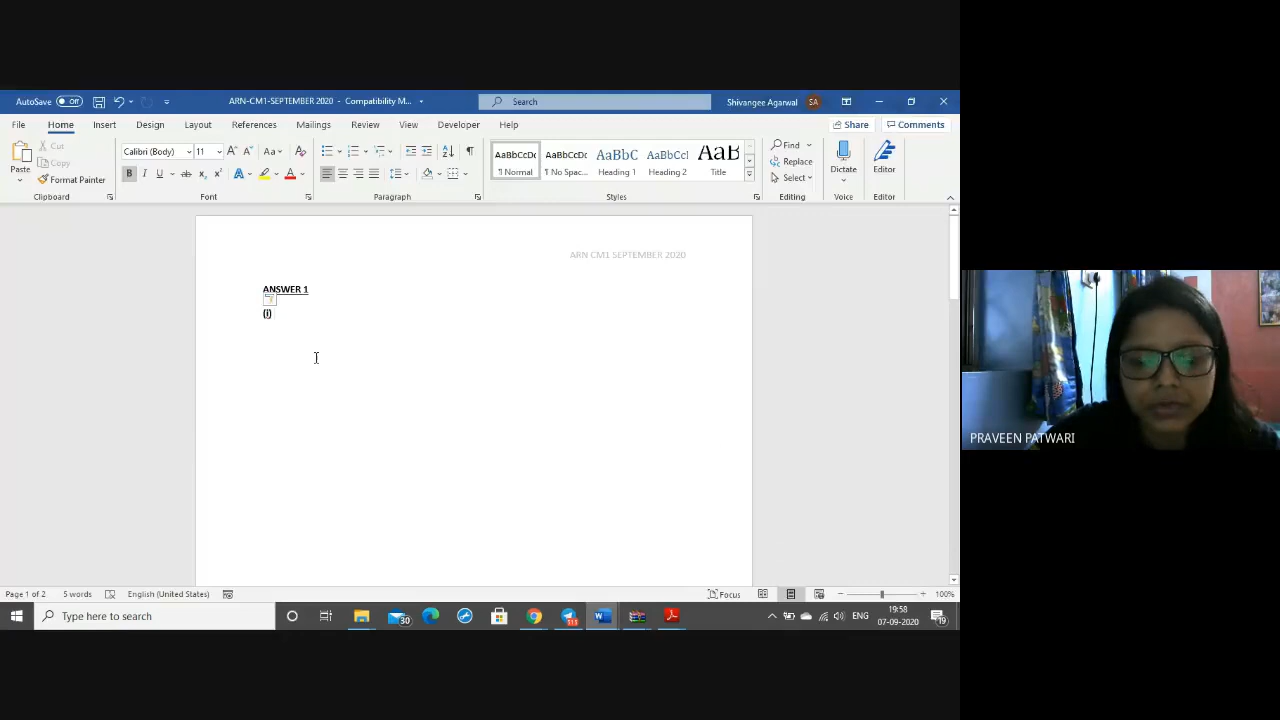 AutoSave Off ARN-CM1-SEPTEMBER 2020 - Compatibility M... Search Shivangee Agarwal SA
File Home Insert Design Layout References Mailings Review View Developer Help Share Comments
Cut
Copy
Format Painter
Paste
Calibri (Body) 11
AaBbCcDc AaBbCcDc AaBbC AaBbCcI AaB
¶ Normal ¶ No Spac... Heading 1 Heading 2 Title
Find
Replace
Select
Dictate Editor
Clipboard Font Paragraph Styles Editing Voice Editor
ARN CM1 SEPTEMBER 2020
ANSWER 1
(i)
PRAVEEN PATWARI
Page 1 of 2 5 words English (United States) Focus 100%
Type here to search 30 ENG 19:58
07-09-2020 19